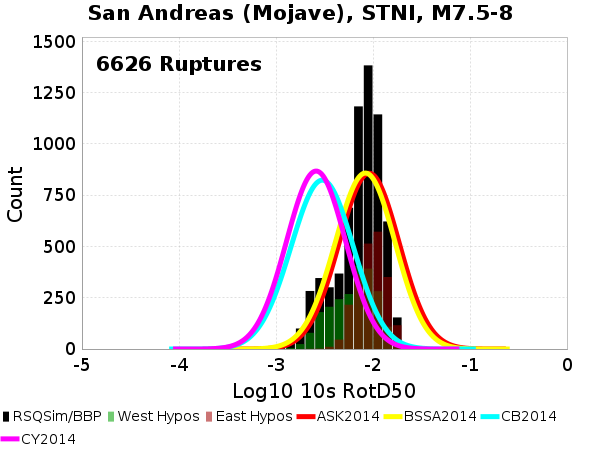 San Andreas (Mojave), STNI, M7.5-8
6626 Ruptures
Count
1500
1250
1000
750
500
250
0
-5 -4 -3 -2 -1 0
Log10 10s RotD50
RSQSim/BBP West Hypos East Hypos ASK2014 BSSA2014 CB2014
CY2014